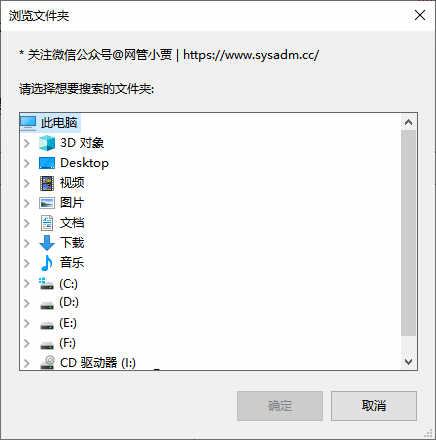 浏览文件夹
* 关注微信公众号@网管小贾 | https://www.sysadm.cc/
请选择想要搜索的文件夹:
此电脑
3D 对象
Desktop
视频
图片
文档
下载
音乐
(C:)
(D:)
(E:)
(F:)
CD 驱动器 (I:)
确定
取消